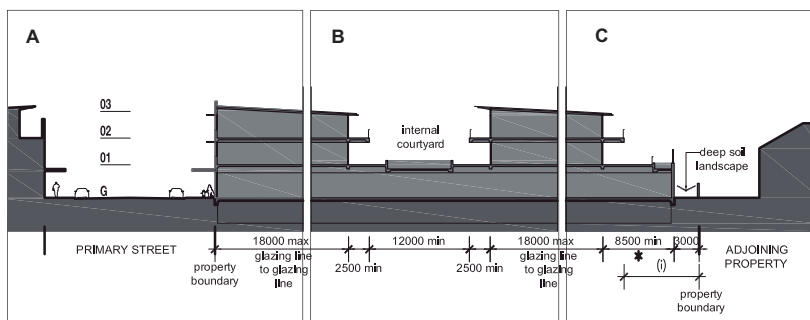 A
B
C
03
02
01
G
internal
courtyard
deep soil
landscape
PRIMARY STREET
property
boundary
18000 max
glazing line
to glazing
line
2500 min
12000 min
2500 min
18000 max
glazing line
to glazing
line
8500 min
3000
(i)
ADJOINING
PROPERTY
property
boundary